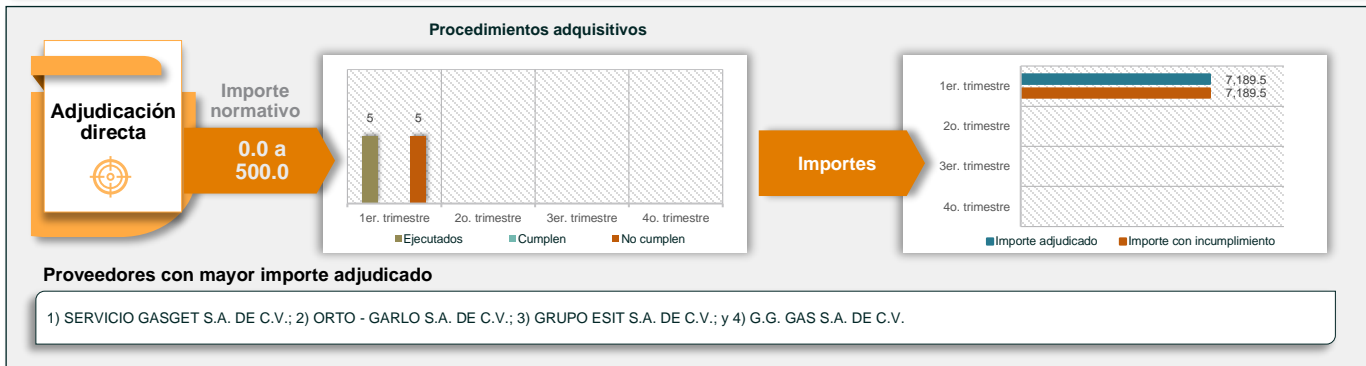 Procedimientos adquisitivos
Adjudicación
directa
Importe
normativo
0.0 a
500.0
5
5
1er. trimestre
2o. trimestre
3er. trimestre
4o. trimestre
Ejecutados
Cumplen
No cumplen
Importes
1er. trimestre
7,189.5
7,189.5
2o. trimestre
3er. trimestre
4o. trimestre
Importe adjudicado
Importe con incumplimiento
Proveedores con mayor importe adjudicado
1) SERVICIO GASGET S.A. DE C.V.; 2) ORTO - GARLO S.A. DE C.V.; 3) GRUPO ESIT S.A. DE C.V.; y 4) G.G. GAS S.A. DE C.V.